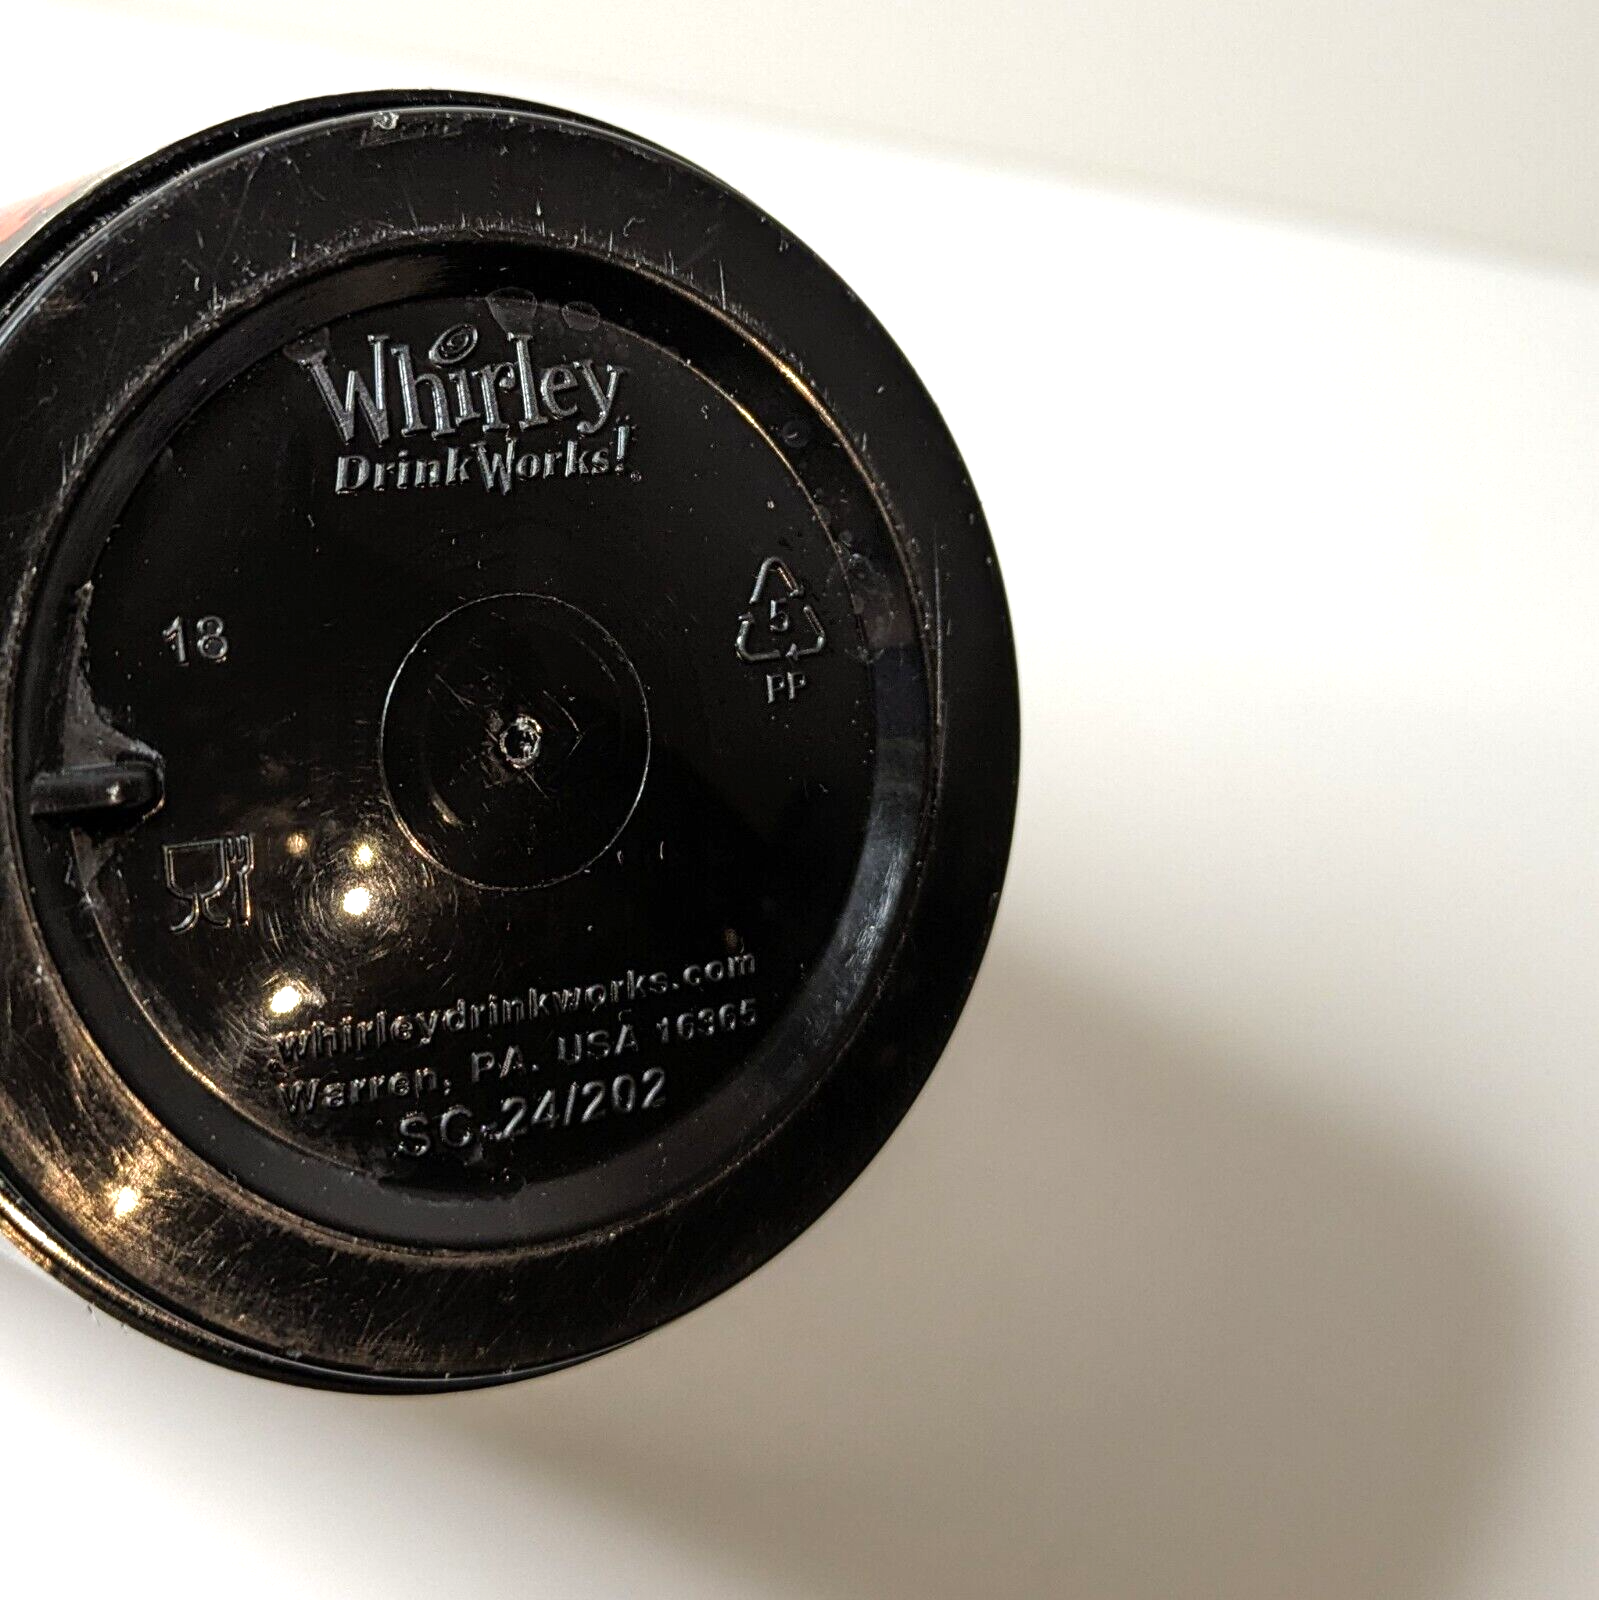 Whirley
DrinkWorks!
18
5
PP
whirleydrinkworks.com
Warren, PA. USA 16365
SC-24/202